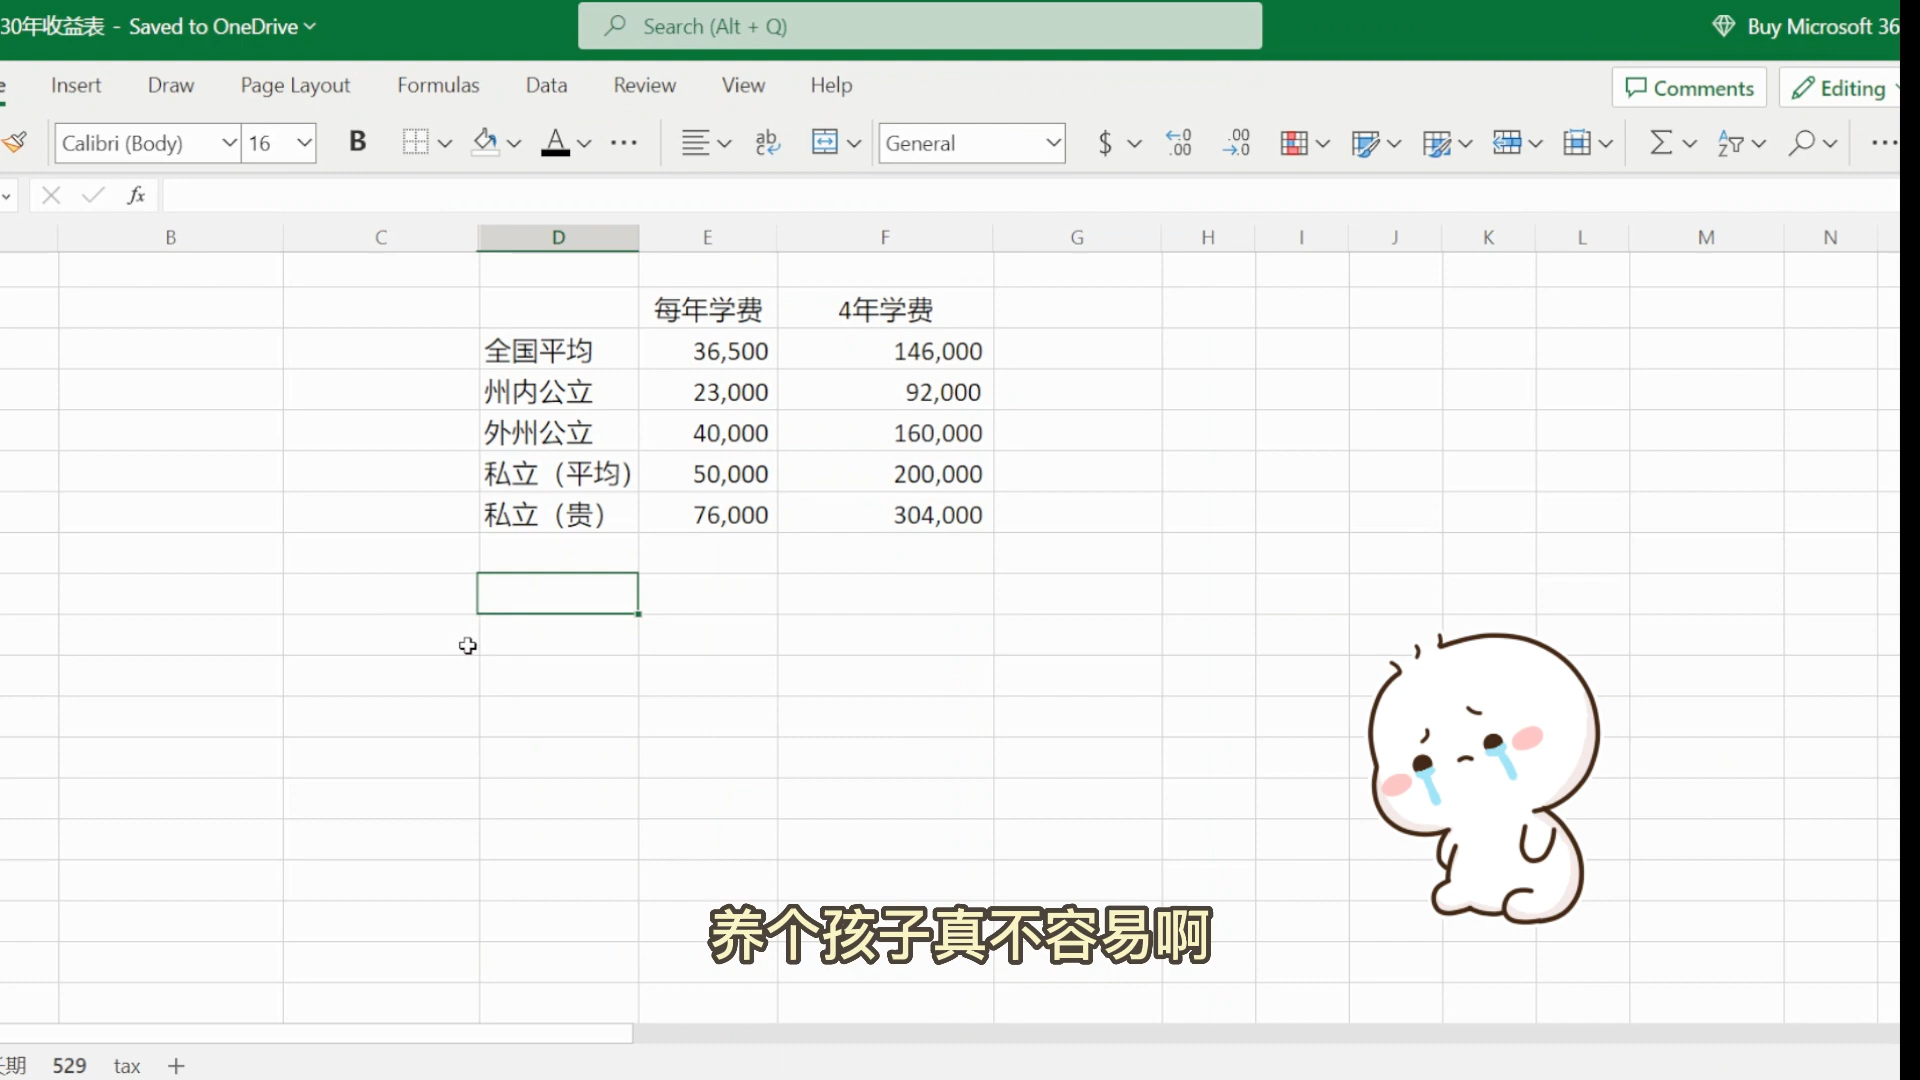 30年收益表 - Saved to OneDrive
Search (Alt + Q)
Buy Microsoft 36
Insert Draw Page Layout Formulas Data Review View Help
Comments Editing
Calibri (Body) 16 B A ab c General $ .00 .00 Σ
fx
B C D E F G H I J K L M N
每年学费 4年学费
全国平均 36,500 146,000
州内公立 23,000 92,000
外州公立 40,000 160,000
私立（平均） 50,000 200,000
私立（贵） 76,000 304,000
养个孩子真不容易啊
期 529 tax +